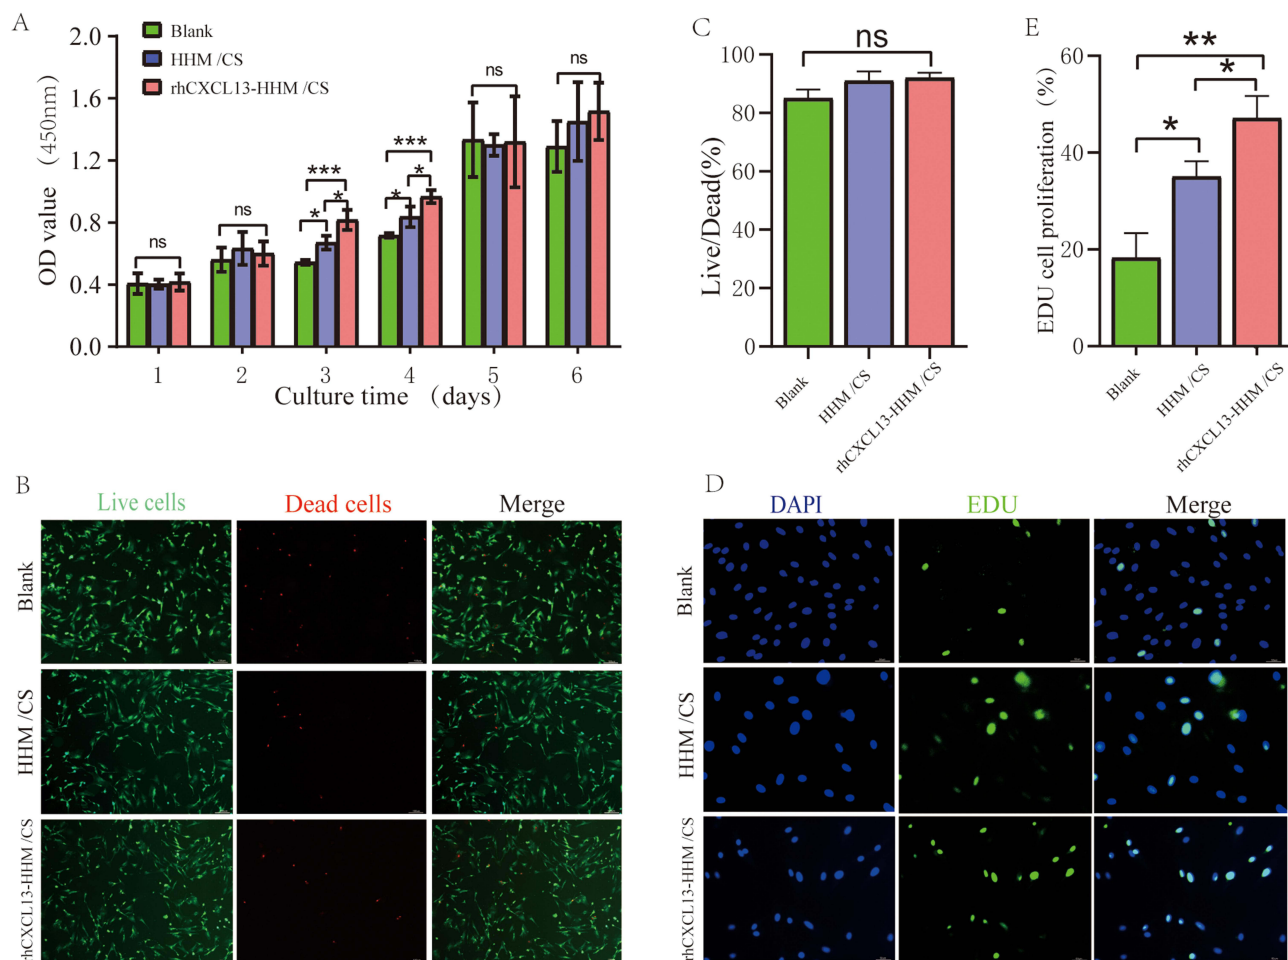 A
Blank
HHM /CS
rhCXCL13-HHM /CS
OD value (450nm)
2.0
1.6
1.2
0.8
0.4
0.0
ns
ns
***
*
*
***
*
*
ns
ns
1 2 3 4 5 6
Culture time (days)
C
Live/Dead(%)
100
80
60
40
20
0
ns
Blank
HHM /CS
rhCXCL13-HHM /CS
E
EDU cell proliferation (%)
60
40
20
0
**
*
*
Blank
HHM /CS
rhCXCL13-HHM /CS
B
Live cells Dead cells Merge
Blank
HHM /CS
rhCXCL13-HHM /CS
D
DAPI EDU Merge
Blank
HHM /CS
rhCXCL13-HHM /CS